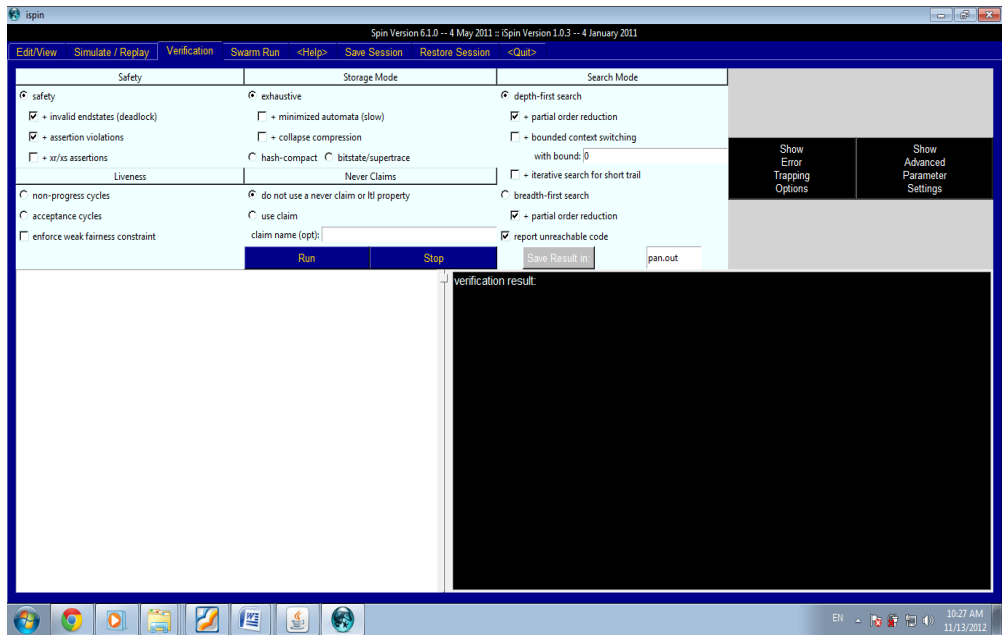 ispin
Spin Version 6.1.0 -- 4 May 2011 :: iSpin Version 1.0.3 -- 4 January 2011
Edit/View Simulate / Replay Verification Swarm Run <Help> Save Session Restore Session <Quit>
Safety
safety
+ invalid endstates (deadlock)
+ assertion violations
+ xr/xs assertions
Liveness
non-progress cycles
acceptance cycles
enforce weak fairness constraint
Storage Mode
exhaustive
+ minimized automata (slow)
+ collapse compression
hash-compact bitstate/supertrace
Never Claims
do not use a never claim or ltl property
use claim
claim name (opt):
Run Stop
Search Mode
depth-first search
+ partial order reduction
+ bounded context switching
with bound: 0
+ iterative search for short trail
breadth-first search
+ partial order reduction
report unreachable code
Save Result in: pan.out
Show
Error
Trapping
Options
Show
Advanced
Parameter
Settings
verification result:
EN
10:27 AM
11/13/2012